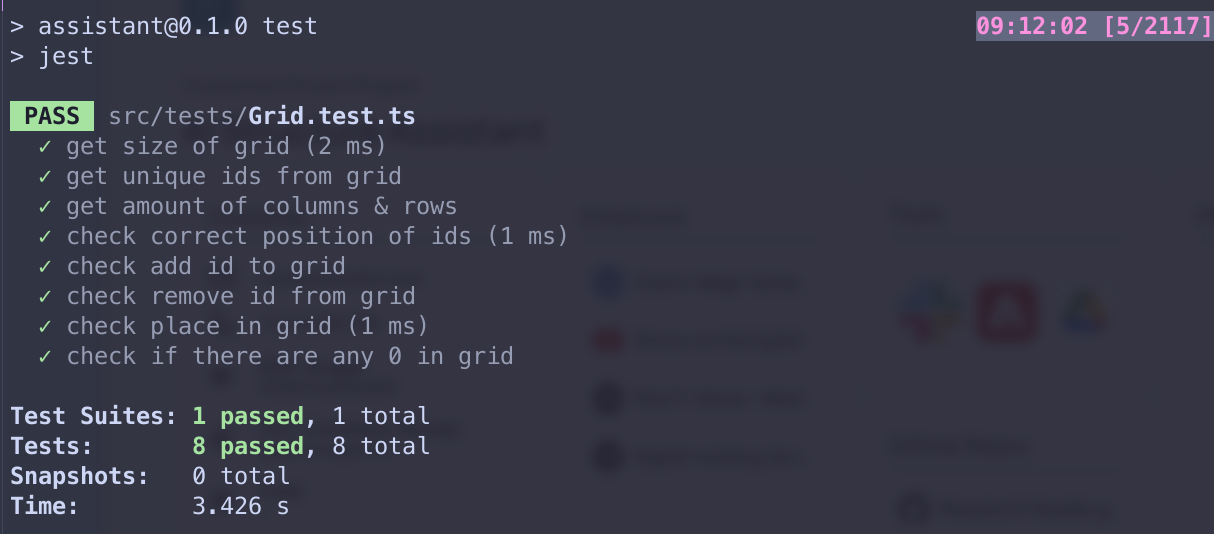 > assistant@0.1.0 test
09:12:02 [5/2117]
> jest
PASS src/tests/Grid.test.ts
✓ get size of grid (2 ms)
✓ get unique ids from grid
✓ get amount of columns & rows
✓ check correct position of ids (1 ms)
✓ check add id to grid
✓ check remove id from grid
✓ check place in grid (1 ms)
✓ check if there are any 0 in grid
Test Suites: 1 passed, 1 total
Tests: 8 passed, 8 total
Snapshots: 0 total
Time: 3.426 s